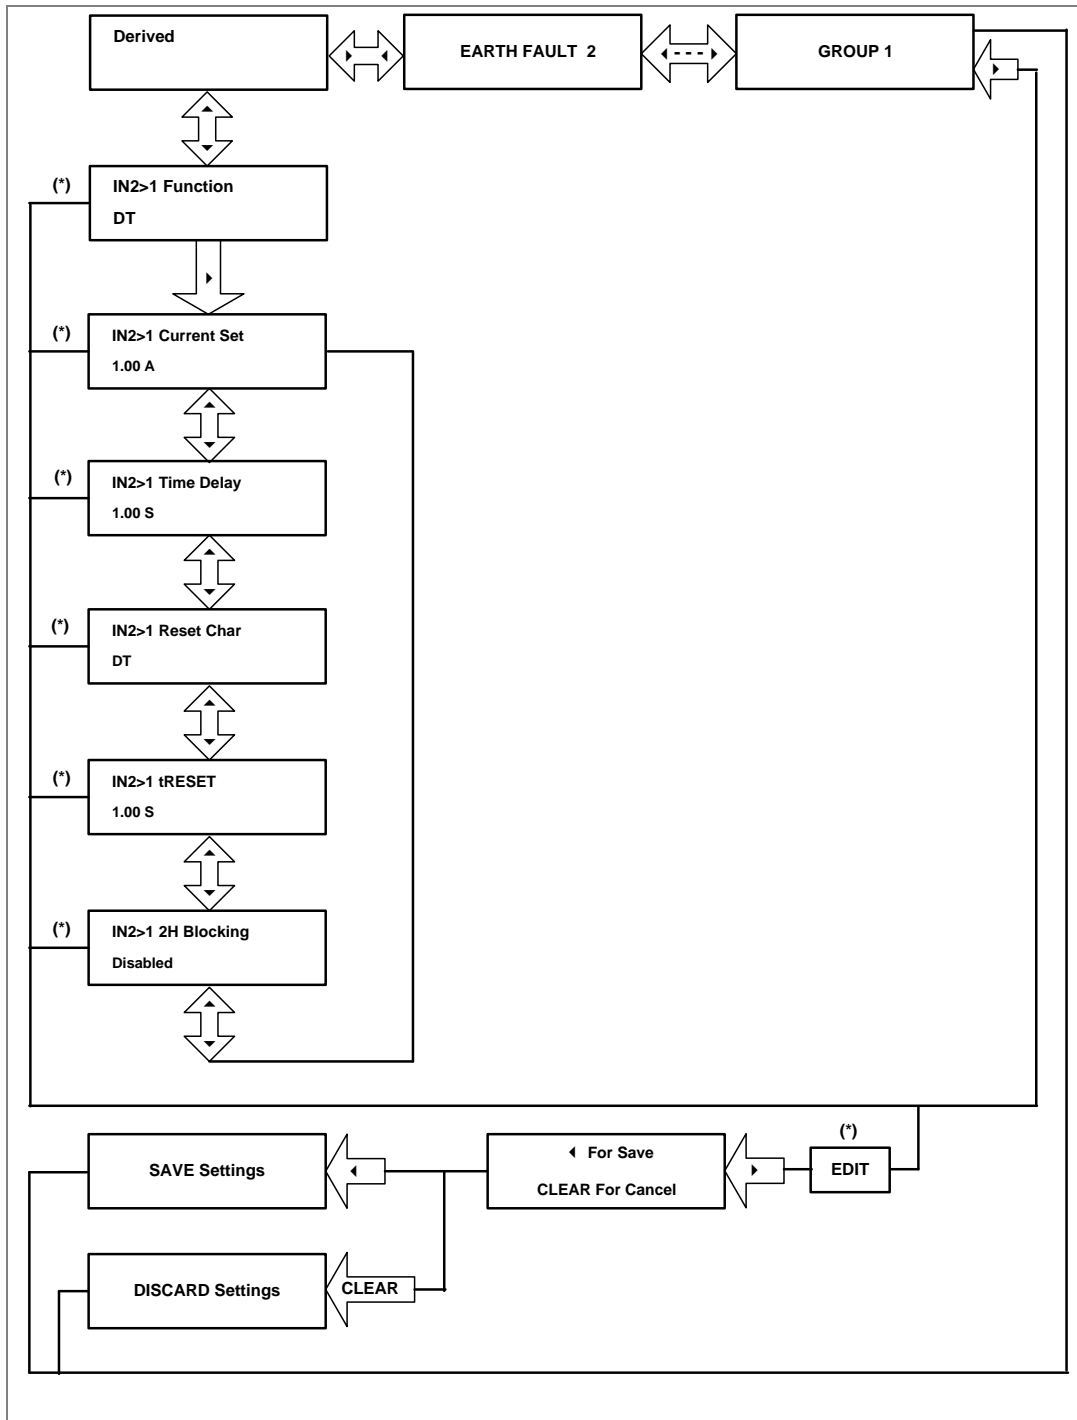 Derived
EARTH FAULT 2
GROUP 1
(*)
IN2>1 Function
DT
(*)
IN2>1 Current Set
1.00 A
(*)
IN2>1 Time Delay
1.00 S
(*)
IN2>1 Reset Char
DT
(*)
IN2>1 tRESET
1.00 S
(*)
IN2>1 2H Blocking
Disabled
(*)
SAVE Settings
For Save
CLEAR For Cancel
EDIT
DISCARD Settings
CLEAR